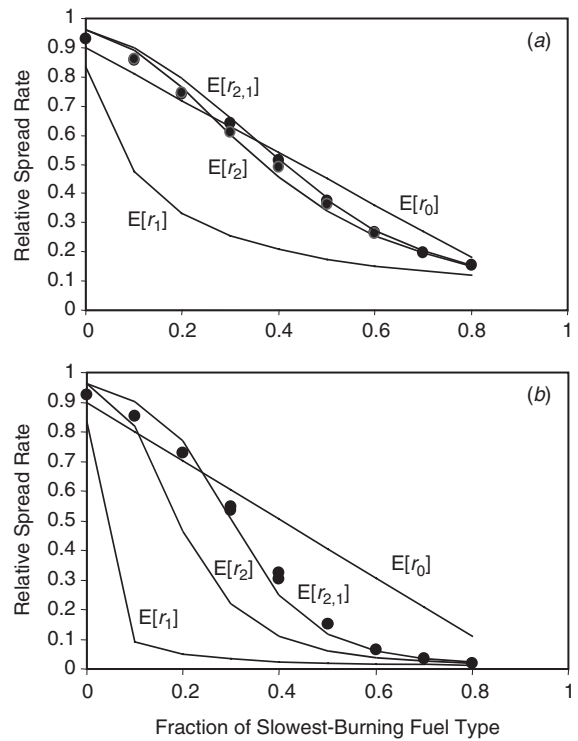 1
(a)
0.9
E[r2,1]
0.8
0.7
0.6
E[r2]
0.5
E[r0]
0.4
E[r1]
0.3
0.2
0.1
0
0 0.2 0.4 0.6 0.8 1
Relative Spread Rate
1
(b)
0.9
0.8
0.7
0.6
0.5
E[r2]
E[r0]
0.4
0.3
E[r2,1]
E[r1]
0.2
0.1
0
0 0.2 0.4 0.6 0.8 1
Relative Spread Rate
Fraction of Slowest-Burning Fuel Type